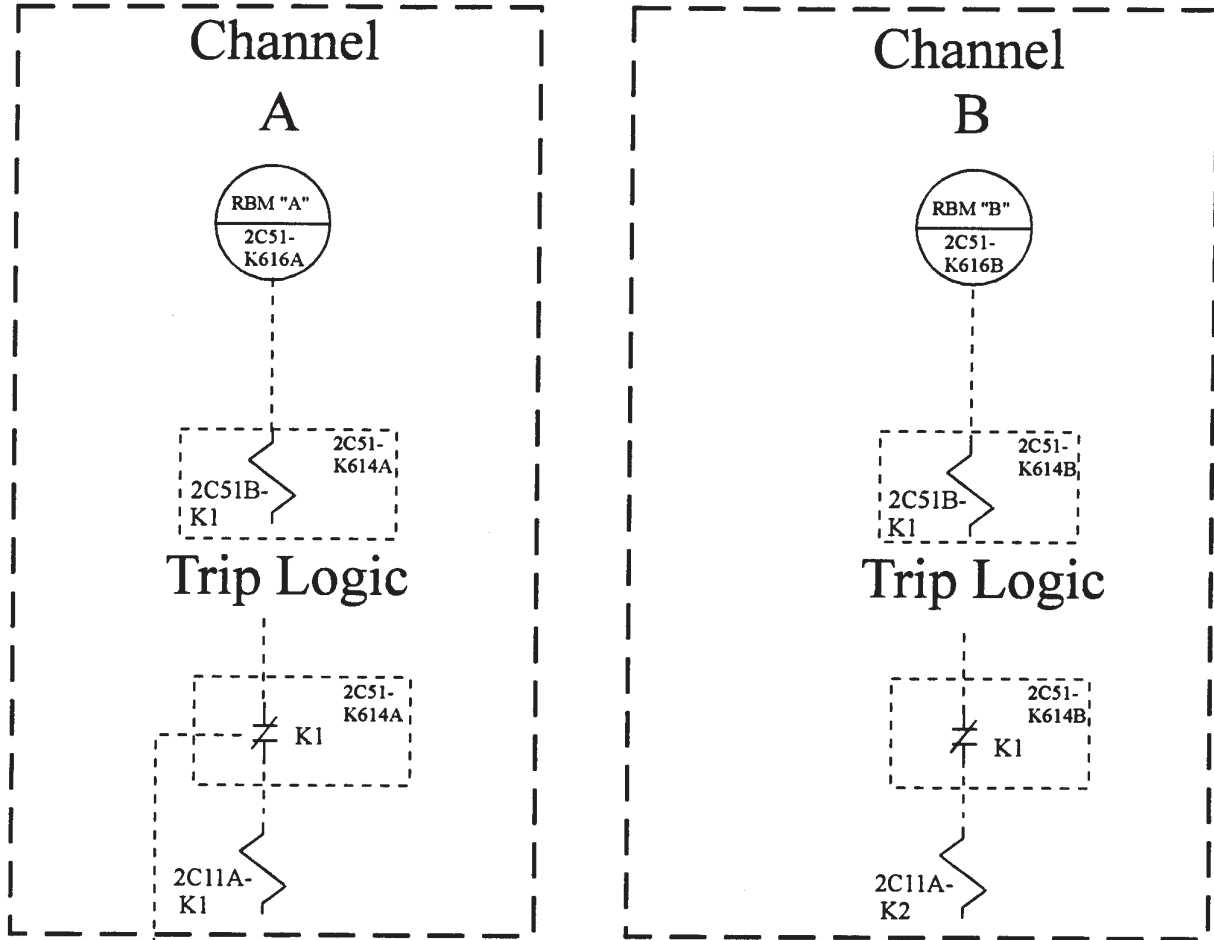 Channel
A
RBM "A"
2C51-
K616A
2C51-
K614A
2C51B-
K1
Trip Logic
2C51-
K614A
K1
2C11A-
K1
Channel
B
RBM "B"
2C51-
K616B
2C51-
K614B
2C51B-
K1
Trip Logic
2C51-
K614B
K1
2C11A-
K2